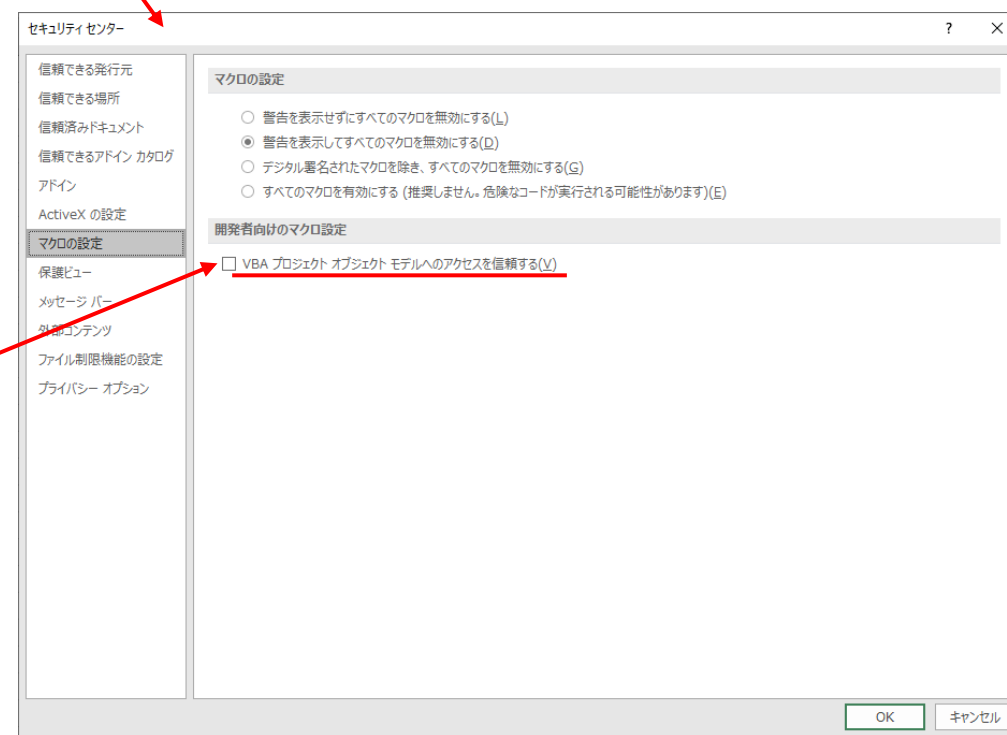 セキュリティ センター
?
×
信頼できる発行元
信頼できる場所
信頼済みドキュメント
信頼できるアドイン カタログ
アドイン
ActiveX の設定
マクロの設定
保護ビュー
メッセージ バー
外部コンテンツ
ファイル制限機能の設定
プライバシー オプション
マクロの設定
警告を表示せずにすべてのマクロを無効にする(L)
警告を表示してすべてのマクロを無効にする(D)
デジタル署名されたマクロを除き、すべてのマクロを無効にする(G)
すべてのマクロを有効にする (推奨しません。危険なコードが実行される可能性があります)(E)
開発者向けのマクロ設定
VBA プロジェクト オブジェクト モデルへのアクセスを信頼する(V)
OK
キャンセル